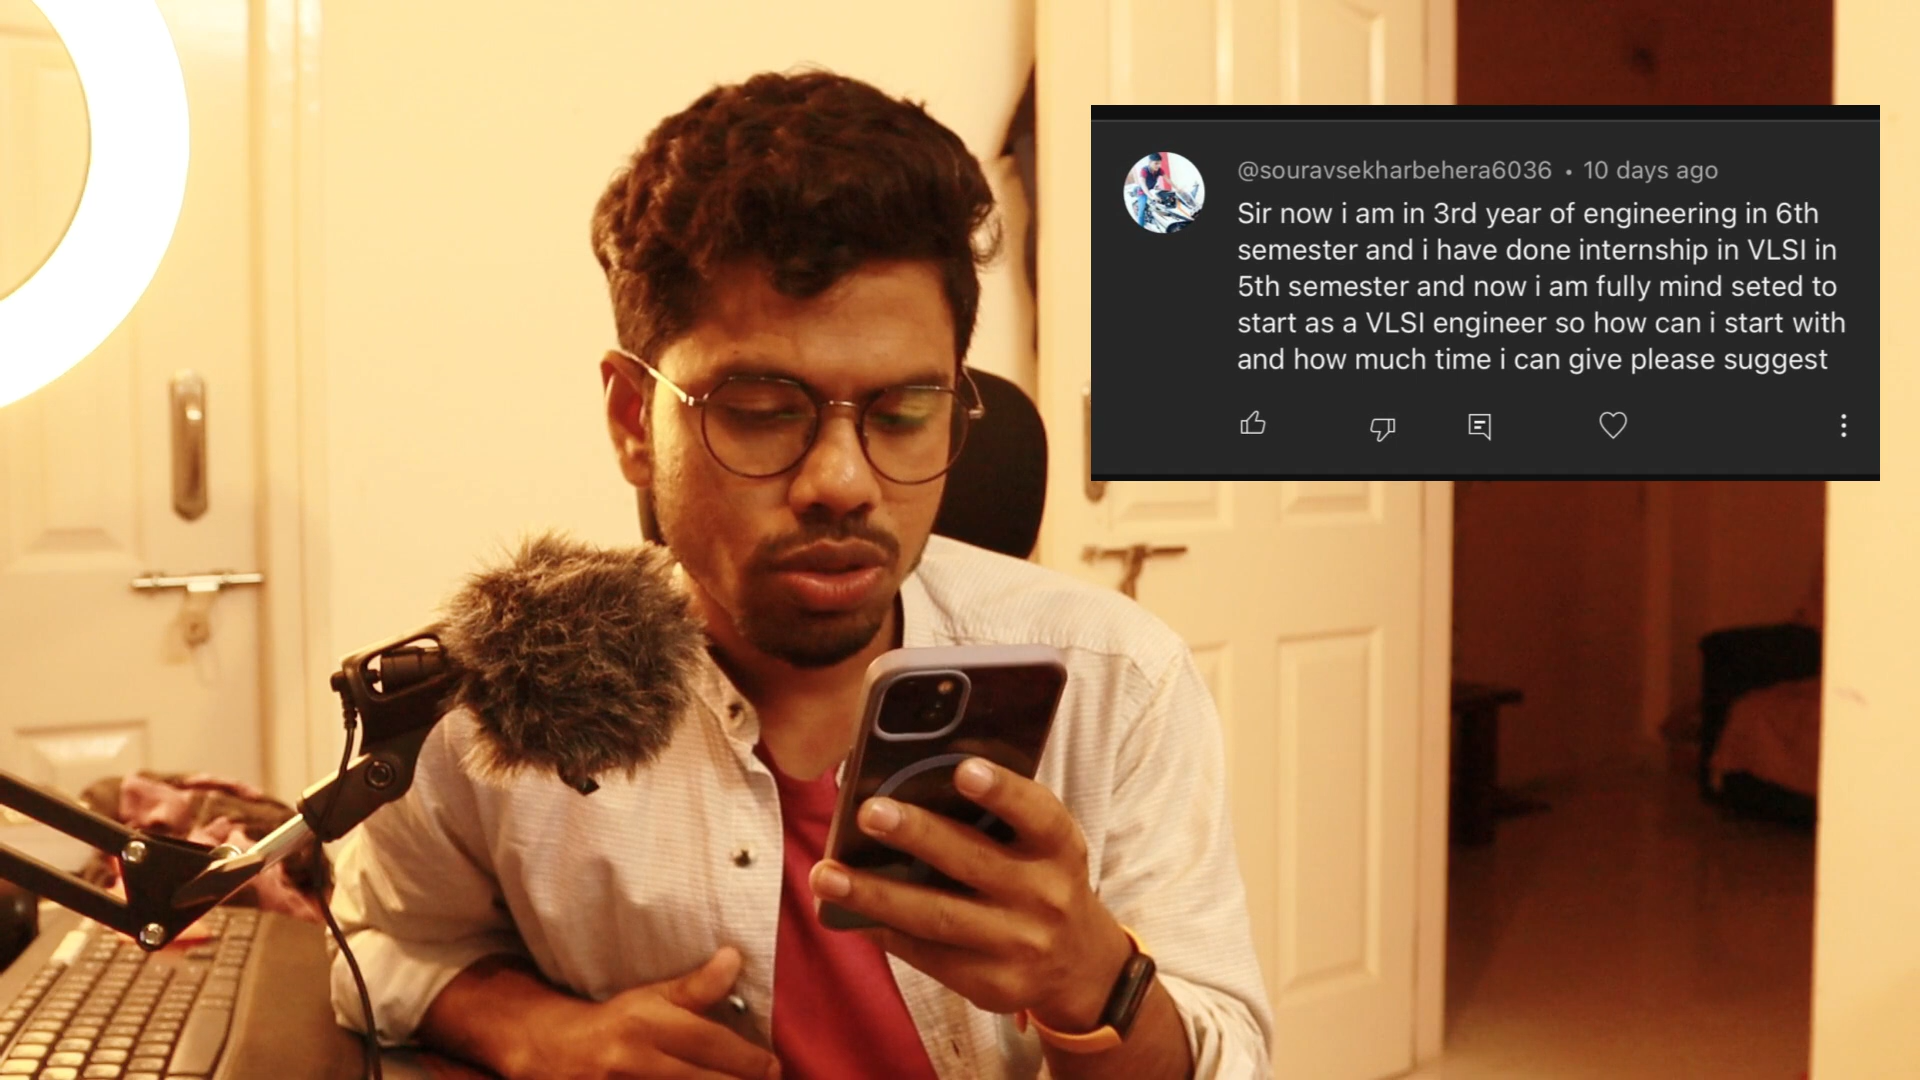 @souravsekharbehera6036 • 10 days ago
Sir now i am in 3rd year of engineering in 6th
semester and i have done internship in VLSI in
5th semester and now i am fully mind seted to
start as a VLSI engineer so how can i start with
and how much time i can give please suggest